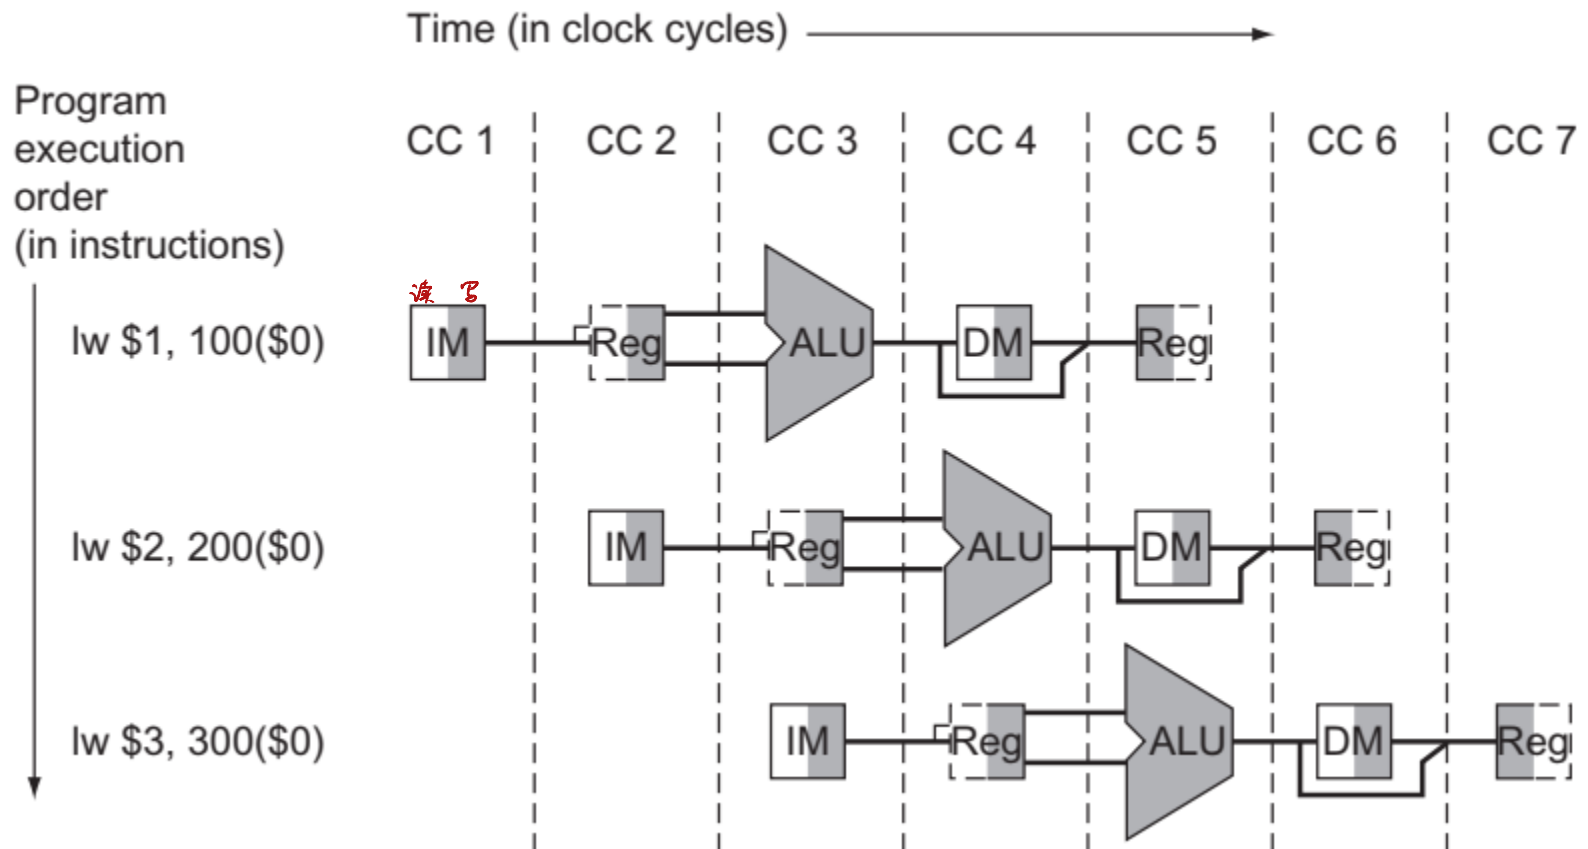 Time (in clock cycles)
Program
execution
order
(in instructions)
CC 1 CC 2 CC 3 CC 4 CC 5 CC 6 CC 7
读 写
lw $1, 100($0) IM Reg ALU DM Reg
lw $2, 200($0) IM Reg ALU DM Reg
lw $3, 300($0) IM Reg ALU DM Reg